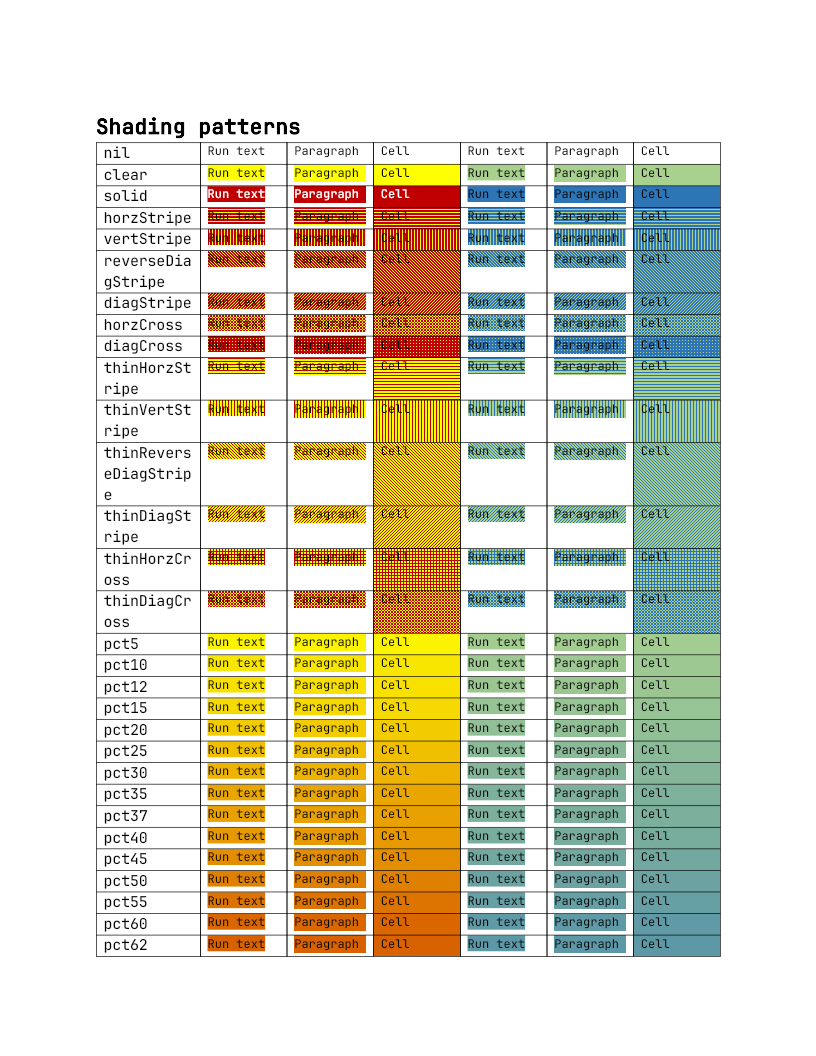 Shading patterns
nil Run text Paragraph Cell Run text Paragraph Cell
clear Run text Paragraph Cell Run text Paragraph Cell
solid Run text Paragraph Cell Run text Paragraph Cell
horzStripe Run text Paragraph Cell Run text Paragraph Cell
vertStripe Run text Paragraph Cell Run text Paragraph Cell
reverseDia Run text Paragraph Cell Run text Paragraph Cell
gStripe
diagStripe Run text Paragraph Cell Run text Paragraph Cell
horzCross Run text Paragraph Cell Run text Paragraph Cell
diagCross Run text Paragraph Cell Run text Paragraph Cell
thinHorzSt Run text Paragraph Cell Run text Paragraph Cell
ripe
thinVertSt Run text Paragraph Cell Run text Paragraph Cell
ripe
thinRevers Run text Paragraph Cell Run text Paragraph Cell
eDiagStrip
e
thinDiagSt Run text Paragraph Cell Run text Paragraph Cell
ripe
thinHorzCr Run text Paragraph Cell Run text Paragraph Cell
oss
thinDiagCr Run text Paragraph Cell Run text Paragraph Cell
oss
pct5 Run text Paragraph Cell Run text Paragraph Cell
pct10 Run text Paragraph Cell Run text Paragraph Cell
pct12 Run text Paragraph Cell Run text Paragraph Cell
pct15 Run text Paragraph Cell Run text Paragraph Cell
pct20 Run text Paragraph Cell Run text Paragraph Cell
pct25 Run text Paragraph Cell Run text Paragraph Cell
pct30 Run text Paragraph Cell Run text Paragraph Cell
pct35 Run text Paragraph Cell Run text Paragraph Cell
pct37 Run text Paragraph Cell Run text Paragraph Cell
pct40 Run text Paragraph Cell Run text Paragraph Cell
pct45 Run text Paragraph Cell Run text Paragraph Cell
pct50 Run text Paragraph Cell Run text Paragraph Cell
pct55 Run text Paragraph Cell Run text Paragraph Cell
pct60 Run text Paragraph Cell Run text Paragraph Cell
pct62 Run text Paragraph Cell Run text Paragraph Cell